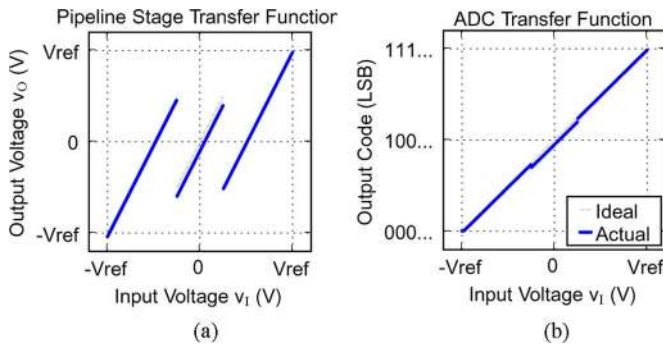 Pipeline Stage Transfer Function
Output Voltage vO (V)
Vref
0
-Vref
-Vref
0
Vref
Input Voltage vI (V)
(a)
ADC Transfer Function
Output Code (LSB)
111...
100...
000...
Ideal
Actual
-Vref
0
Vref
Input Voltage vI (V)
(b)